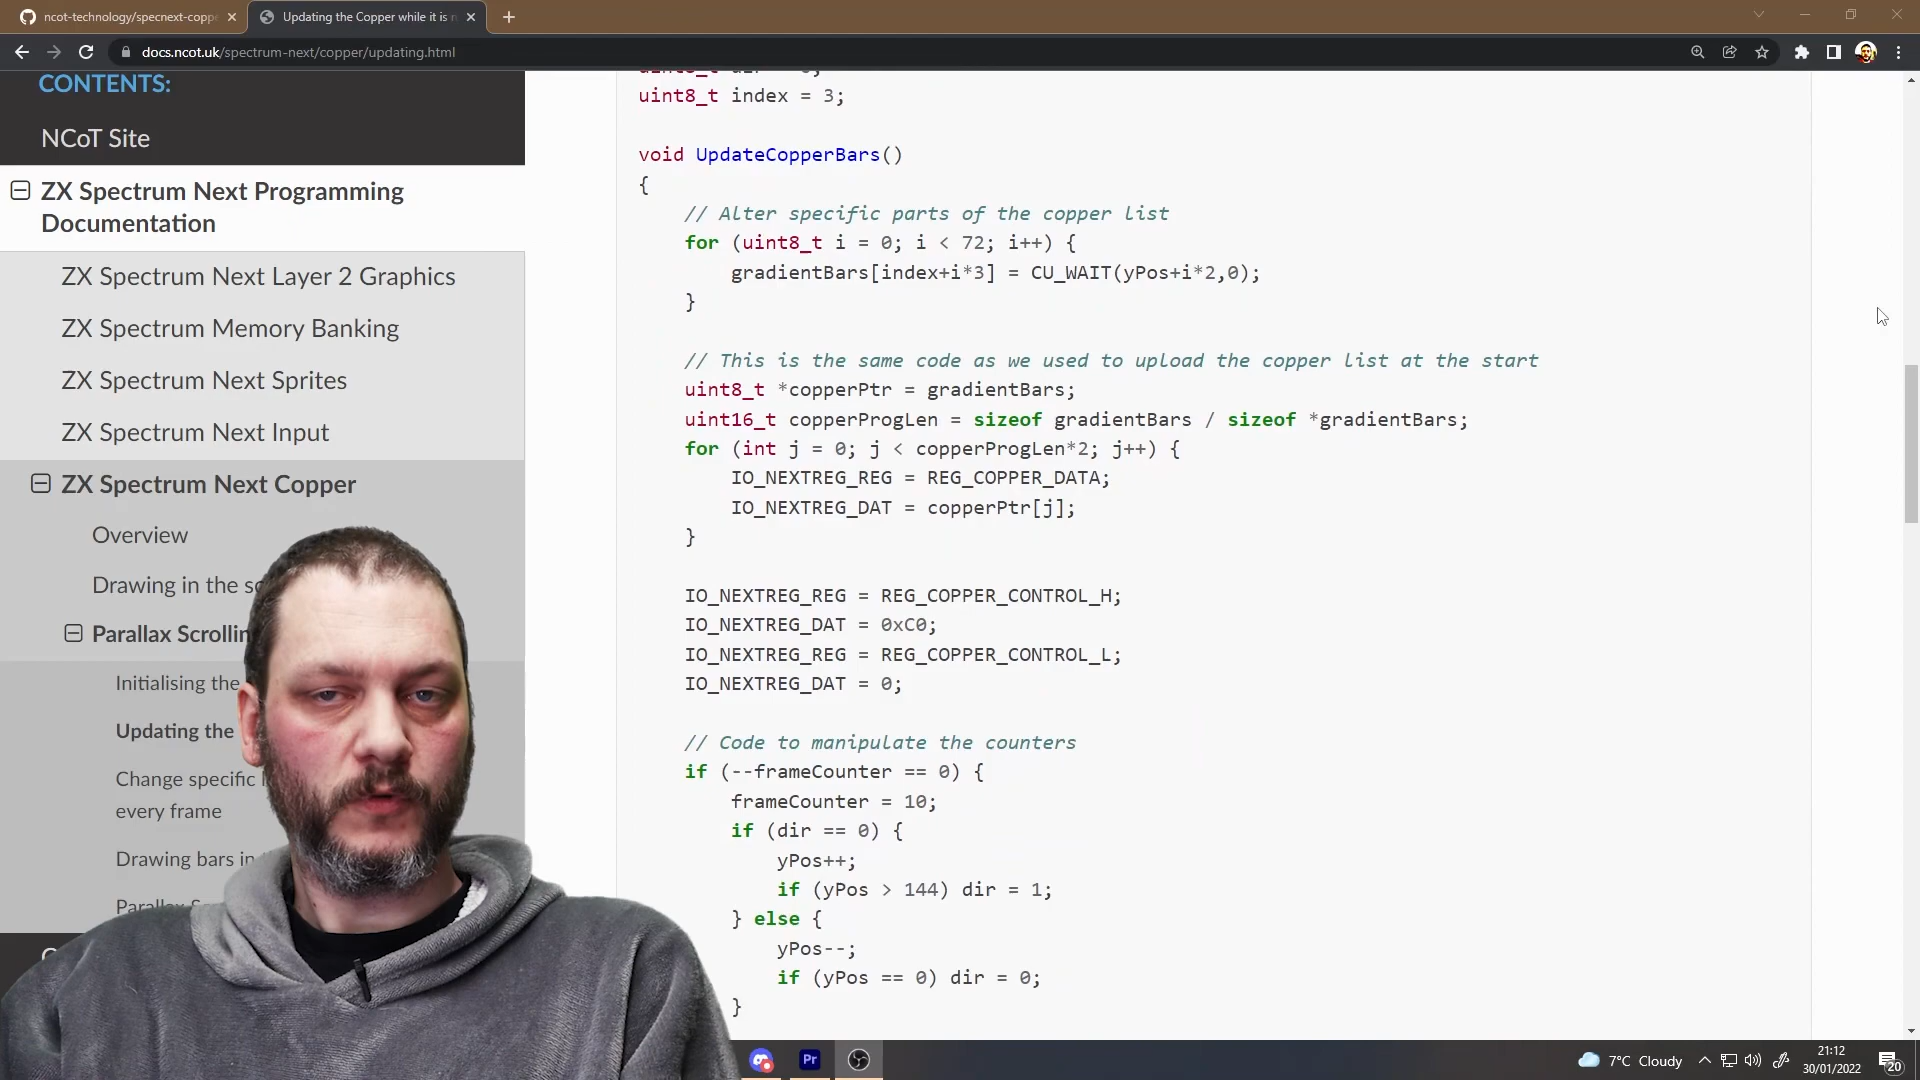 ncot-technology/specnext-coppe
Updating the Copper while it is r
docs.ncot.uk/spectrum-next/copper/updating.html
CONTENTS:
NCoT Site
ZX Spectrum Next Programming
Documentation
ZX Spectrum Next Layer 2 Graphics
ZX Spectrum Memory Banking
ZX Spectrum Next Sprites
ZX Spectrum Next Input
ZX Spectrum Next Copper
Overview
Drawing in the sc
Parallax Scrollin
Initialising the
Updating the
Change specific
every frame
Drawing bars in
uint8_t index = 3;
void UpdateCopperBars()
{
// Alter specific parts of the copper list
for (uint8_t i = 0; i < 72; i++) {
gradientBars[index+i*3] = CU_WAIT(yPos+i*2,0);
}
// This is the same code as we used to upload the copper list at the start
uint8_t *copperPtr = gradientBars;
uint16_t copperProgLen = sizeof gradientBars / sizeof *gradientBars;
for (int j = 0; j < copperProgLen*2; j++) {
IO_NEXTREG_REG = REG_COPPER_DATA;
IO_NEXTREG_DAT = copperPtr[j];
}
IO_NEXTREG_REG = REG_COPPER_CONTROL_H;
IO_NEXTREG_DAT = 0xC0;
IO_NEXTREG_REG = REG_COPPER_CONTROL_L;
IO_NEXTREG_DAT = 0;
// Code to manipulate the counters
if (--frameCounter == 0) {
frameCounter = 10;
if (dir == 0) {
yPos++;
if (yPos > 144) dir = 1;
} else {
yPos--;
if (yPos == 0) dir = 0;
}
Pr
7°C Cloudy
21:12
30/01/2022
20